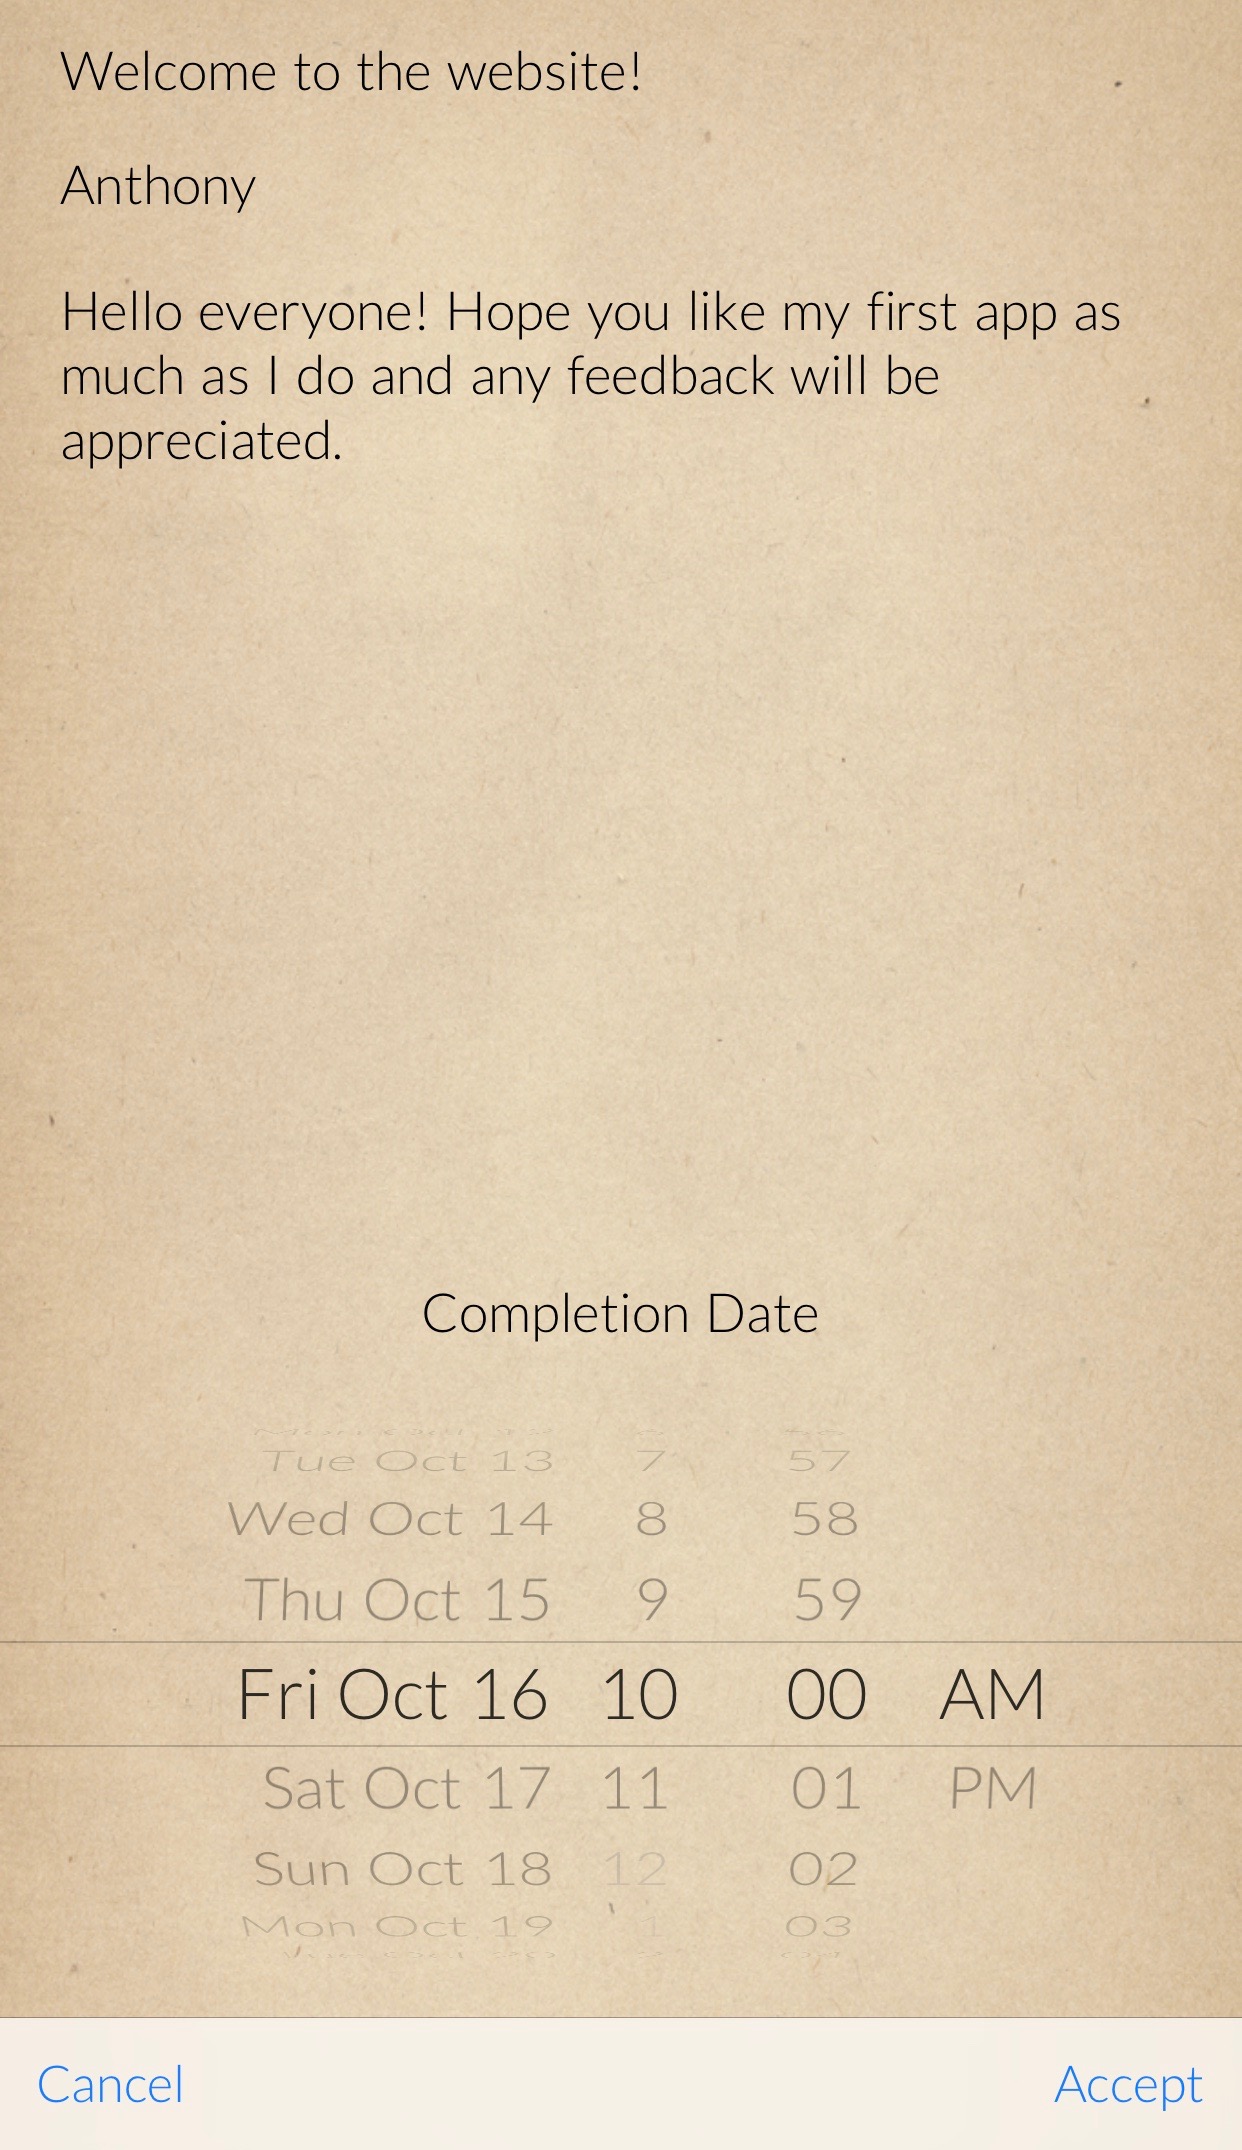 Welcome to the website!
Anthony
Hello everyone! Hope you like my first app as
much as I do and any feedback will be
appreciated.
Completion Date
Tue Oct 13 7 57
Wed Oct 14 8 58
Thu Oct 15 9 59
Fri Oct 16 10 00 AM
Sat Oct 17 11 01 PM
Sun Oct 18 12 02
Mon Oct 19 1 03
Cancel Accept